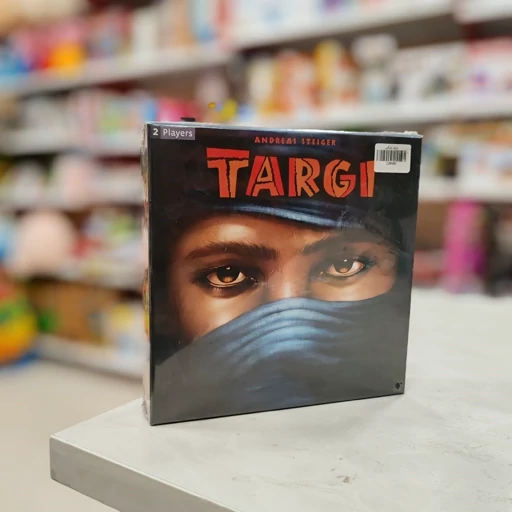 2 Players
ANDREAS STEIGER
TARGI